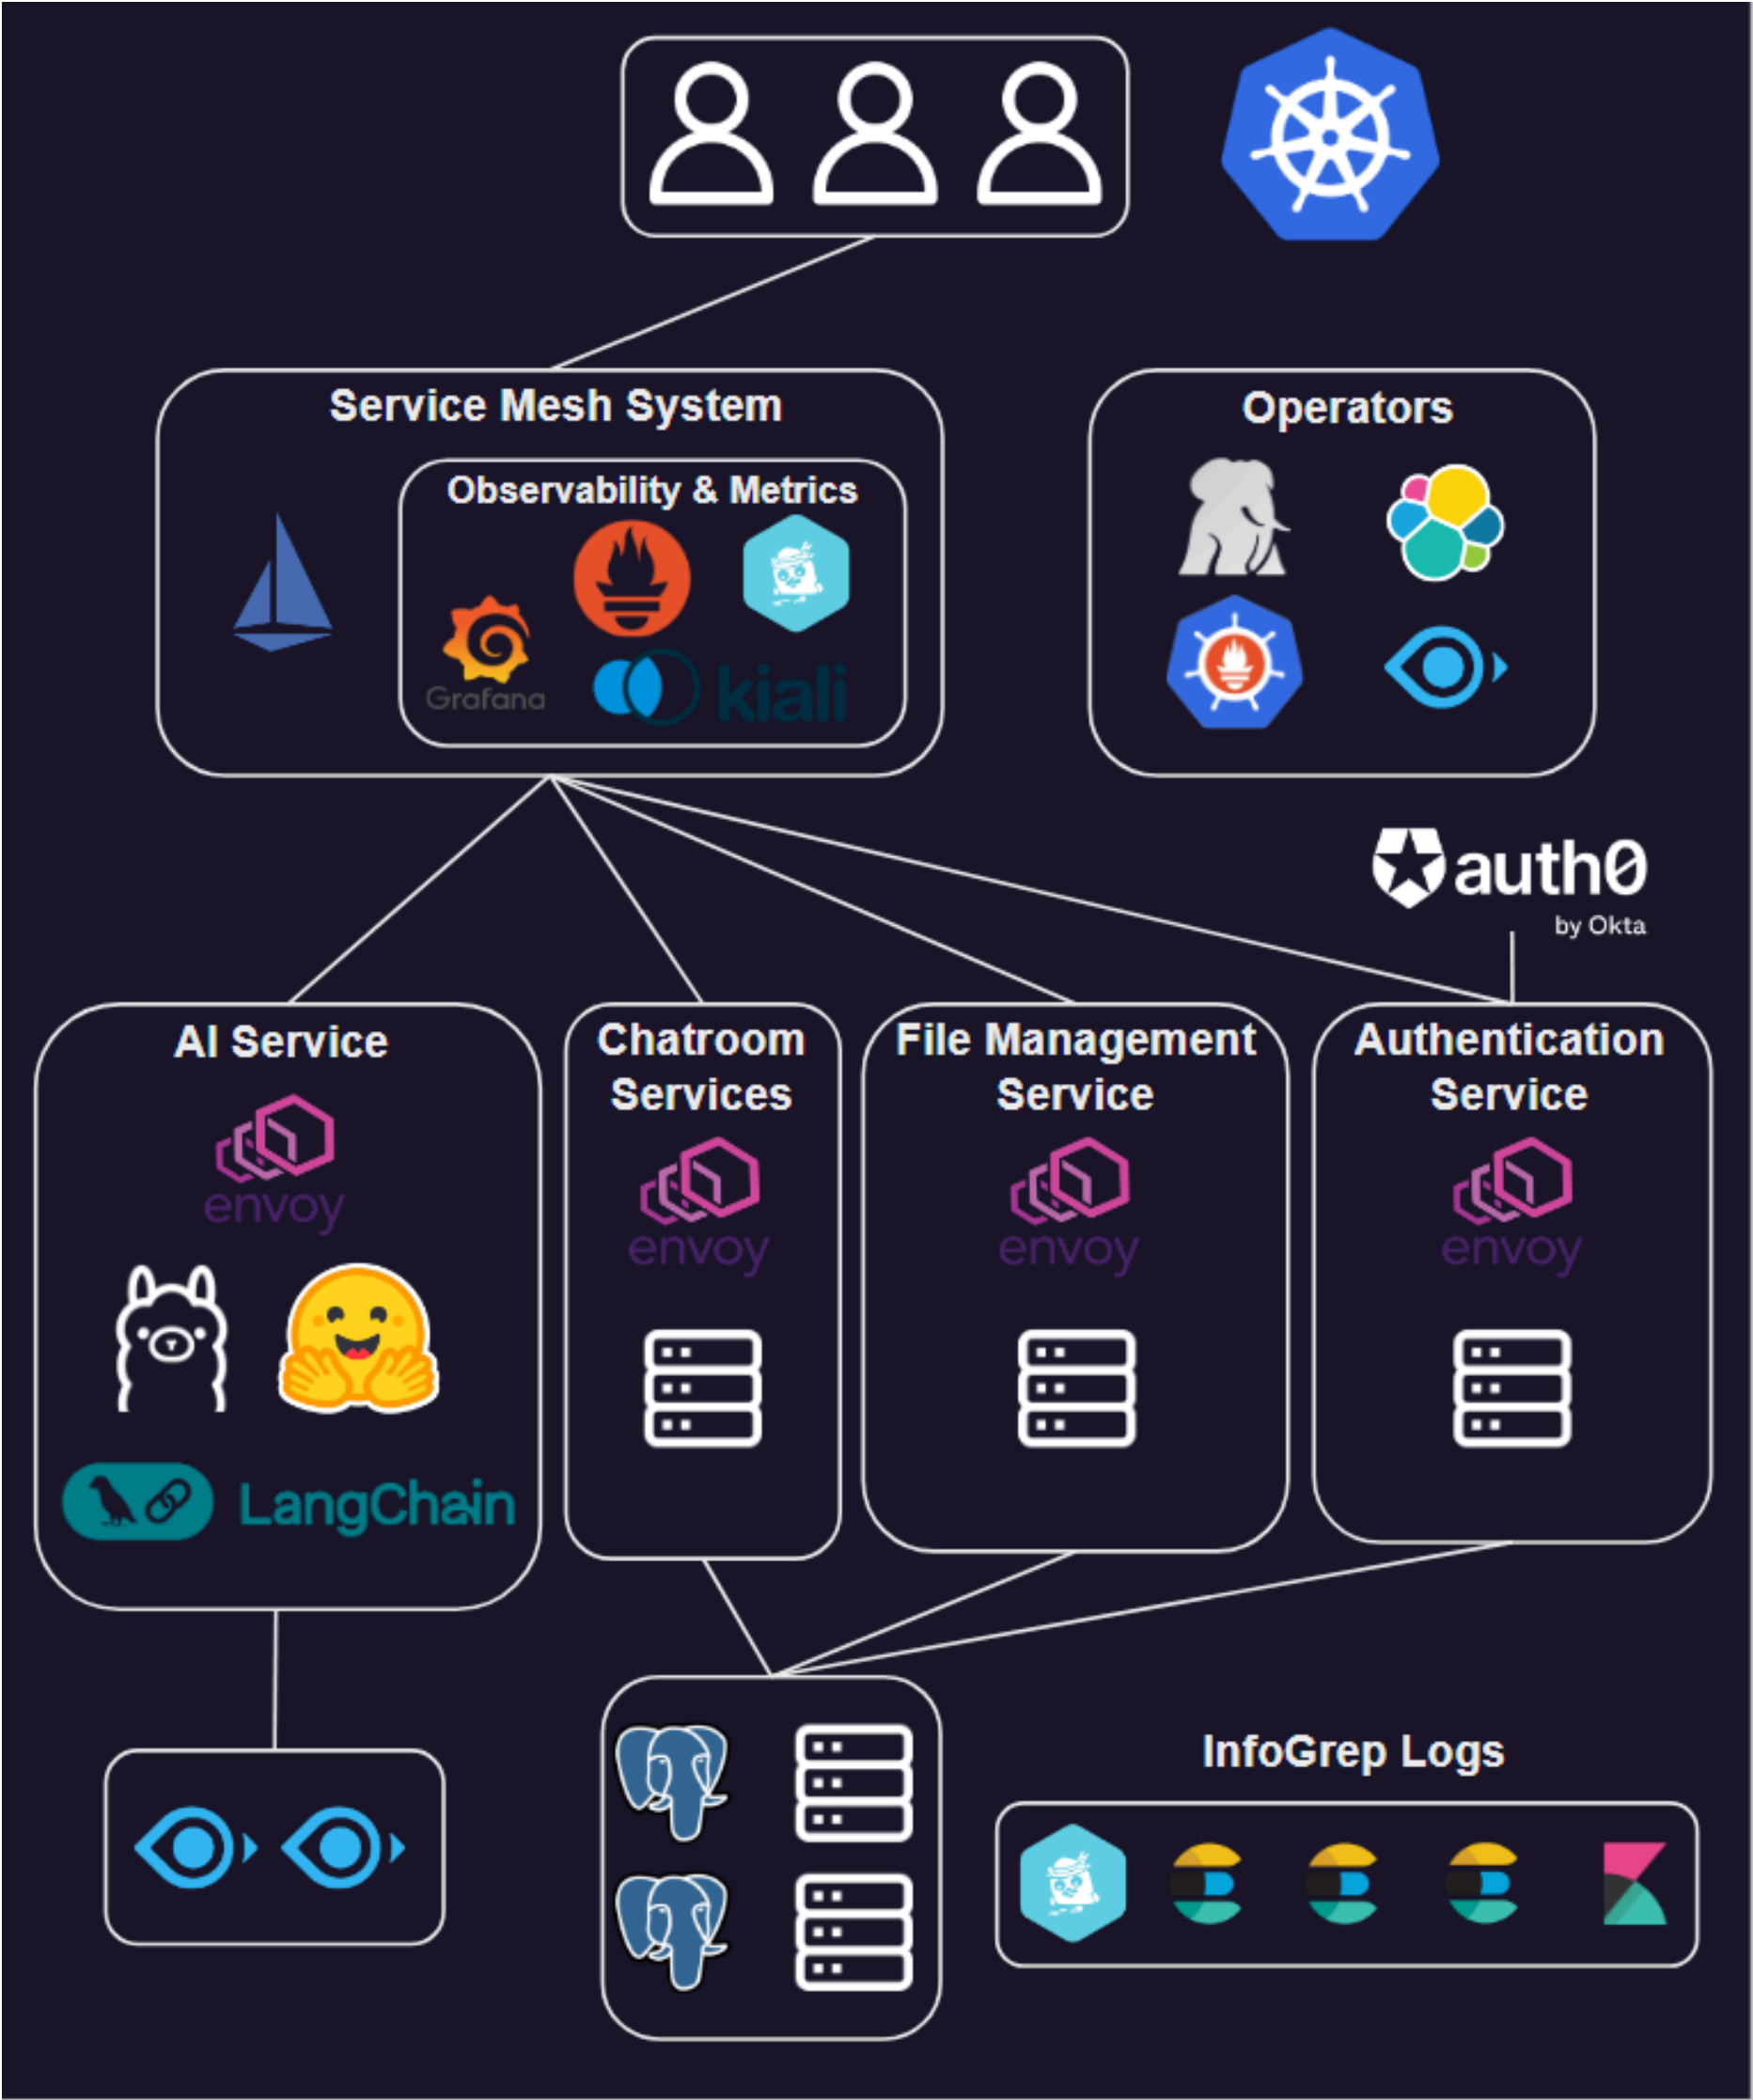 Service Mesh System
Operators
Observability & Metrics
Grafana
kiali
auth0
by Okta
AI Service
envoy
LangChain
Chatroom
Services
envoy
File Management
Service
envoy
Authentication
Service
envoy
InfoGrep Logs